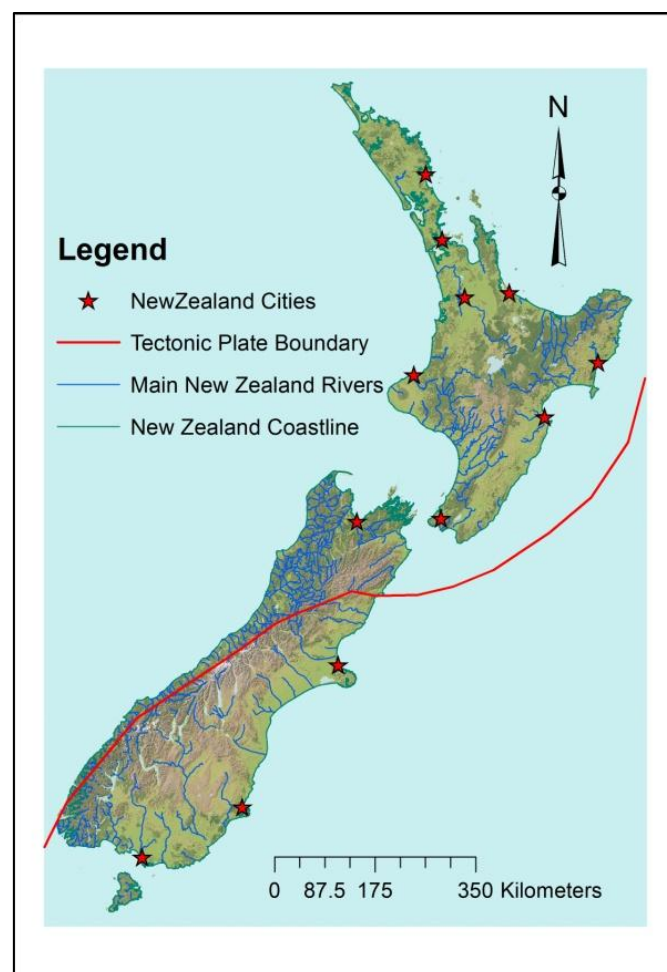 N
Legend
NewZealand Cities
Tectonic Plate Boundary
Main New Zealand Rivers
New Zealand Coastline
0 87.5 175 350 Kilometers